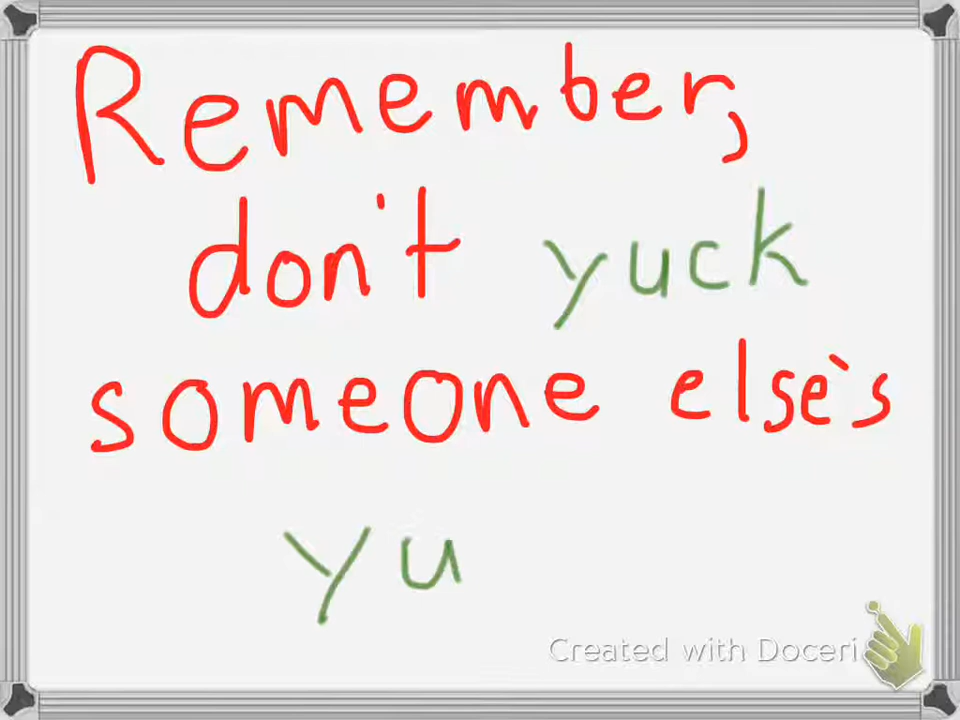 Remember,
don't yuck
someone else's
yu
Created with Doceri